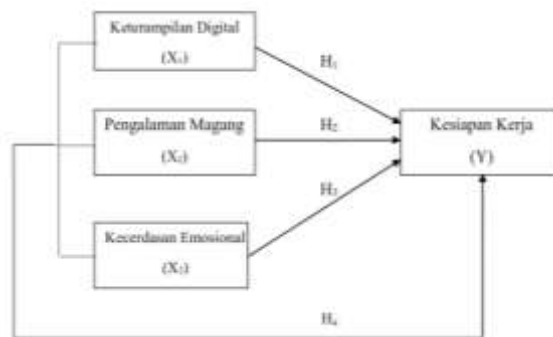 Keterampilan Digital
(X₁)
H₁
Pengalaman Magang
(X₂)
H₂
Kesiapan Kerja
(Y)
H₃
Kecerdasan Emosional
(X₃)
H₄